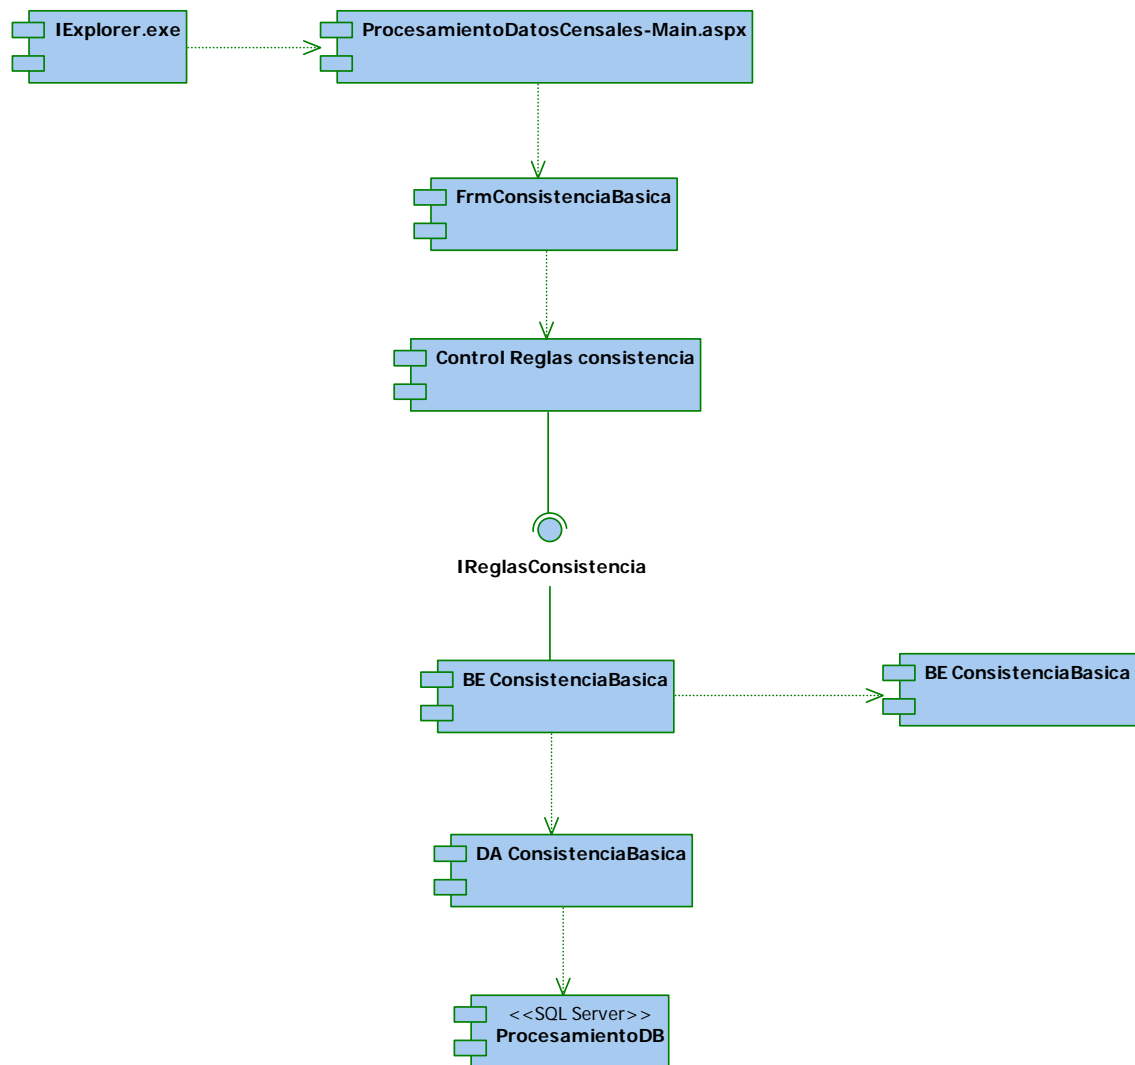 IExplorer.exe
ProcesamientoDatosCensales-Main.aspx
FrmConsistenciaBasica
Control Reglas consistencia
IReglasConsistencia
BE ConsistenciaBasica
BE ConsistenciaBasica
DA ConsistenciaBasica
<<SQL Server>>
ProcesamientoDB